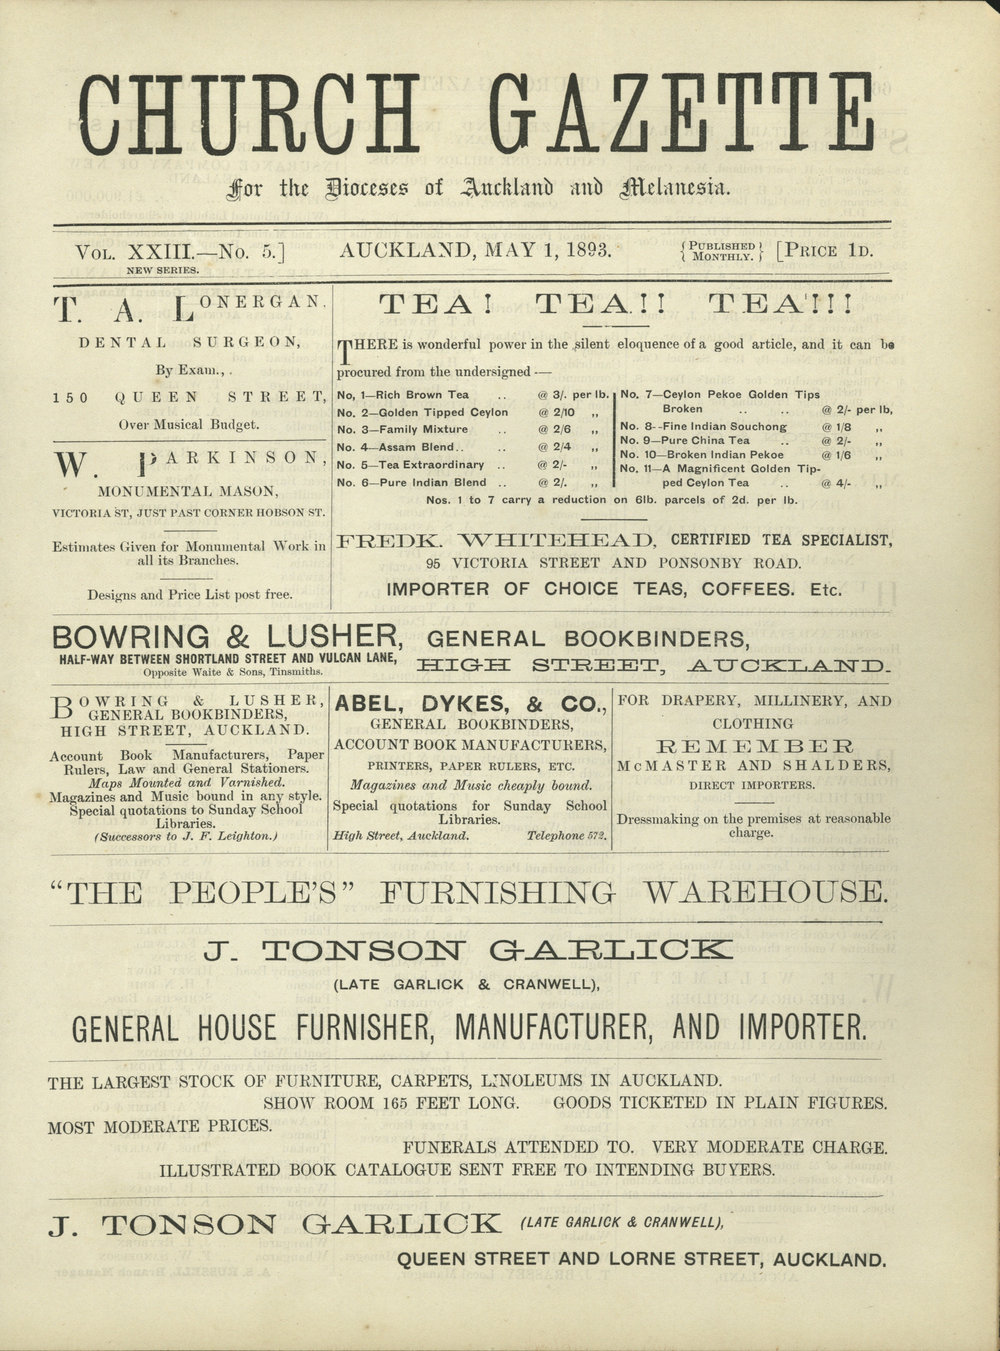 CHURCH GAZETTE
For the Dioceses of Auckland and Melanesia.
VOL. XXIII.—No. 5.]
NEW SERIES.
AUCKLAND, MAY 1, 1893.
{ PUBLISHED }
{ MONTHLY. }
[PRICE 1D.
T. A. LONERGAN,
DENTAL SURGEON,
By Exam.,
150 QUEEN STREET,
Over Musical Budget.
W. PARKINSON,
MONUMENTAL MASON,
VICTORIA ST, JUST PAST CORNER HOBSON ST.
Estimates Given for Monumental Work in
all its Branches.
Designs and Price List post free.
TEA! TEA!! TEA!!!
THERE is wonderful power in the silent eloquence of a good article, and it can be
procured from the undersigned —
No, 1—Rich Brown Tea .. @ 3/. per lb.
No. 2—Golden Tipped Ceylon @ 2/10 ,,
No. 3—Family Mixture .. @ 2/6 ,,
No. 4—Assam Blend.. .. @ 2/4 ,,
No. 5—Tea Extraordinary .. @ 2/- ,,
No. 6—Pure Indian Blend .. @ 2/. ,,
No. 7—Ceylon Pekoe Golden Tips
Broken .. .. @ 2/- per lb,
No. 8--Fine Indian Souchong @ 1/8 ,,
No. 9—Pure China Tea .. @ 2/- ,,
No. 10—Broken Indian Pekoe @ 1/6 ,,
No. 11—A Magnificent Golden Tip-
ped Ceylon Tea .. @ 4/- ,,
Nos. 1 to 7 carry a reduction on 6lb. parcels of 2d. per lb.
FREDK. WHITEHEAD, CERTIFIED TEA SPECIALIST,
95 VICTORIA STREET AND PONSONBY ROAD.
IMPORTER OF CHOICE TEAS, COFFEES. Etc.
BOWRING & LUSHER, GENERAL BOOKBINDERS,
HALF-WAY BETWEEN SHORTLAND STREET AND VULCAN LANE,
Opposite Waite & Sons, Tinsmiths.
HIGH STREET, AUCKLAND.
BOWRING & LUSHER,
GENERAL BOOKBINDERS,
HIGH STREET, AUCKLAND.
Account Book Manufacturers, Paper
Rulers, Law and General Stationers.
Maps Mounted and Varnished.
Magazines and Music bound in any style.
Special quotations to Sunday School
Libraries.
(Successors to J. F. Leighton.)
ABEL, DYKES, & CO.,
GENERAL BOOKBINDERS,
ACCOUNT BOOK MANUFACTURERS,
PRINTERS, PAPER RULERS, ETC.
Magazines and Music cheaply bound.
Special quotations for Sunday School
Libraries.
High Street, Auckland. Telephone 572.
FOR DRAPERY, MILLINERY, AND
CLOTHING
REMEMBER
McMASTER AND SHALDERS,
DIRECT IMPORTERS.
Dressmaking on the premises at reasonable
charge.
"THE PEOPLE'S" FURNISHING WAREHOUSE.
J. TONSON GARLICK
(LATE GARLICK & CRANWELL),
GENERAL HOUSE FURNISHER, MANUFACTURER, AND IMPORTER.
THE LARGEST STOCK OF FURNITURE, CARPETS, LINOLEUMS IN AUCKLAND.
SHOW ROOM 165 FEET LONG. GOODS TICKETED IN PLAIN FIGURES.
MOST MODERATE PRICES.
FUNERALS ATTENDED TO. VERY MODERATE CHARGE.
ILLUSTRATED BOOK CATALOGUE SENT FREE TO INTENDING BUYERS.
J. TONSON GARLICK (LATE GARLICK & CRANWELL),
QUEEN STREET AND LORNE STREET, AUCKLAND.